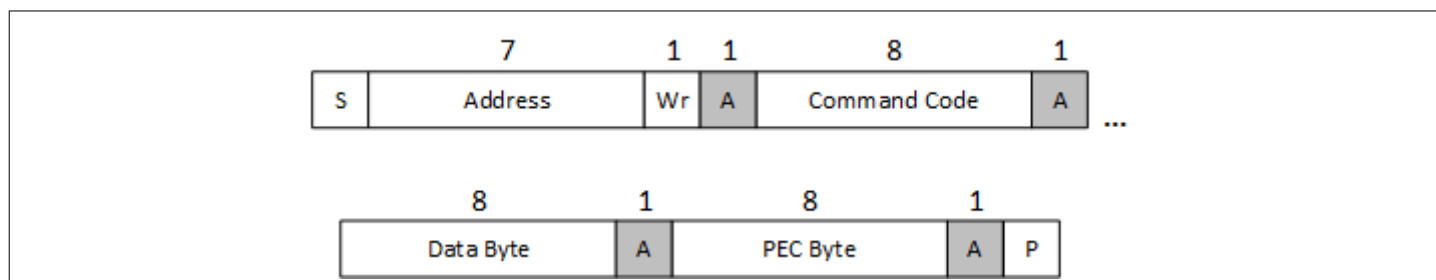 7 1 1 8 1
S Address Wr A Command Code A ...
8 1 8 1
Data Byte A PEC Byte A P